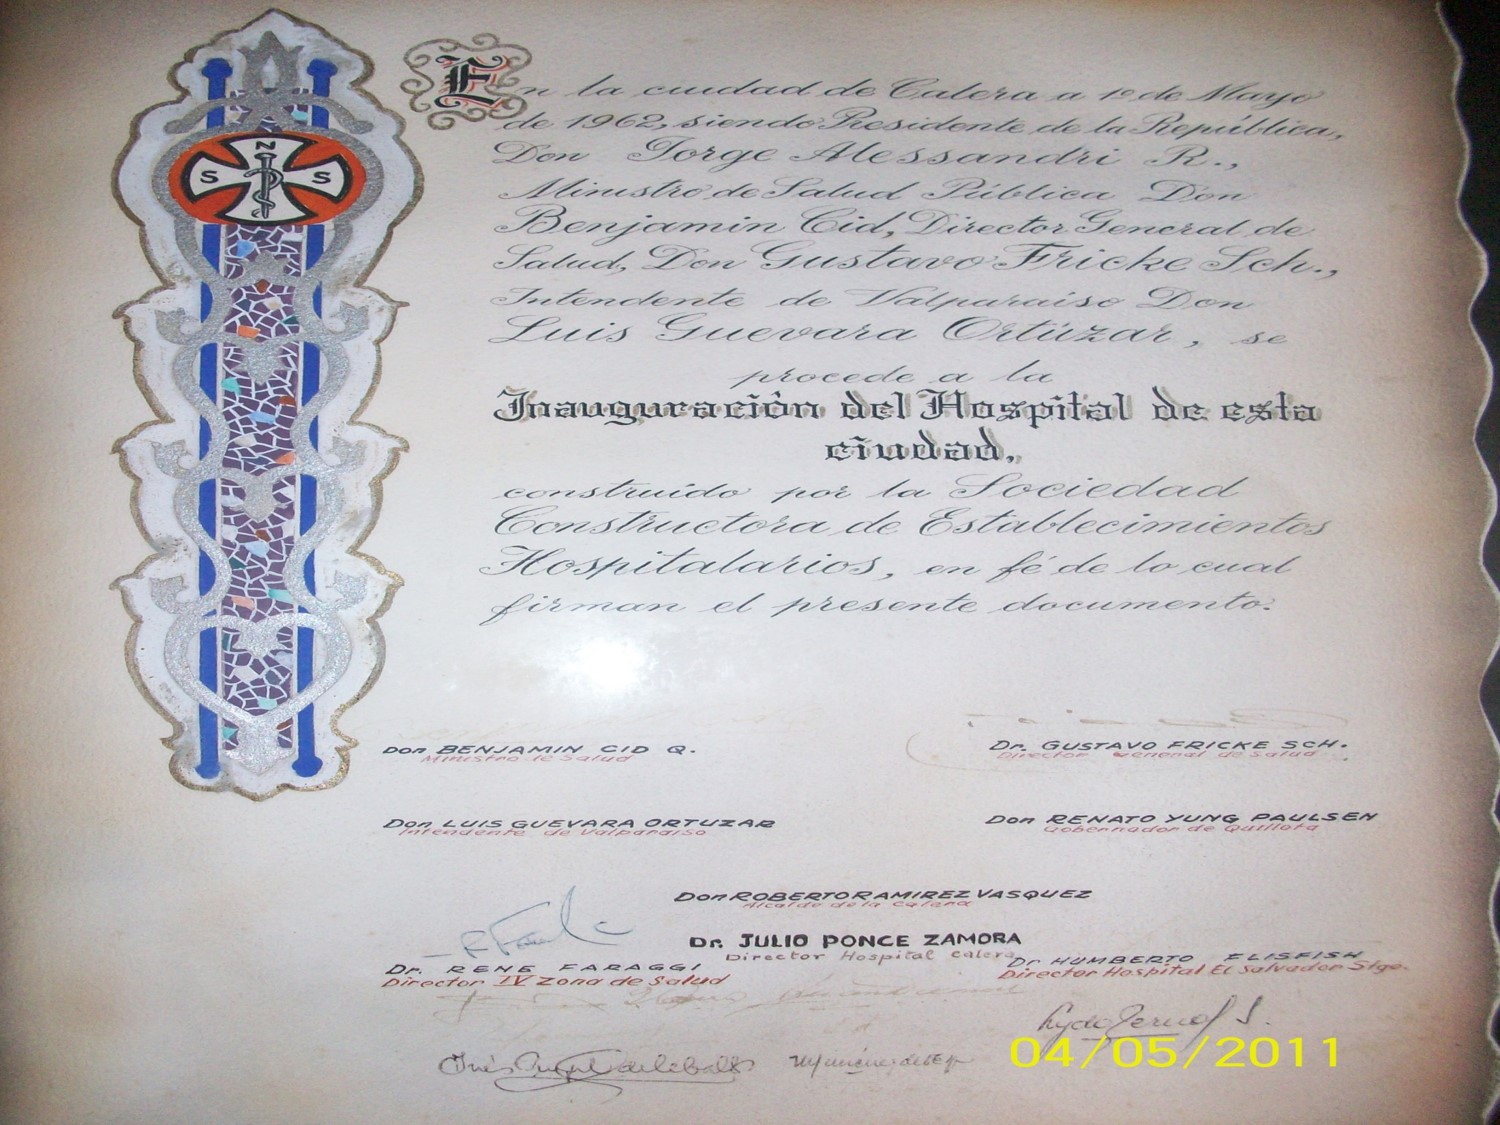 N
S S
En la ciudad de Calera a 19 de Mayo
de 1962, siendo Presidente de la República,
Don Jorge Alessandri R.,
Ministro de Salud Pública Don
Benjamin Cid, Director General de
Salud, Don Gustavo Fricke Sch.,
Intendente de Valparaiso Don
Luis Guevara Ortúzar, se
procede a la
Inauguración del Hospital de esta
ciudad,
construído por la Sociedad
Constructora de Establecimientos
Hospitalarios, en fé de lo cual
firman el presente documento.
Don BENJAMIN CID Q.
Ministro de Salud
Dr. GUSTAVO FRICKE SCH.
Director General de Salud
Don LUIS GUEVARA ORTUZAR
Intendente de Valparaiso
Don RENATO YUNG PAULSEN
Gobernador de Quillota
Don ROBERTO RAMIREZ VASQUEZ
Alcalde de la Calera
Dr. JULIO PONCE ZAMORA
Director Hospital Calera
Dr. RENE FARAGGI
Director IV Zona de Salud
Dr HUMBERTO ELISFISH
Director Hospital El Salvador Stgo.
04/05/2011